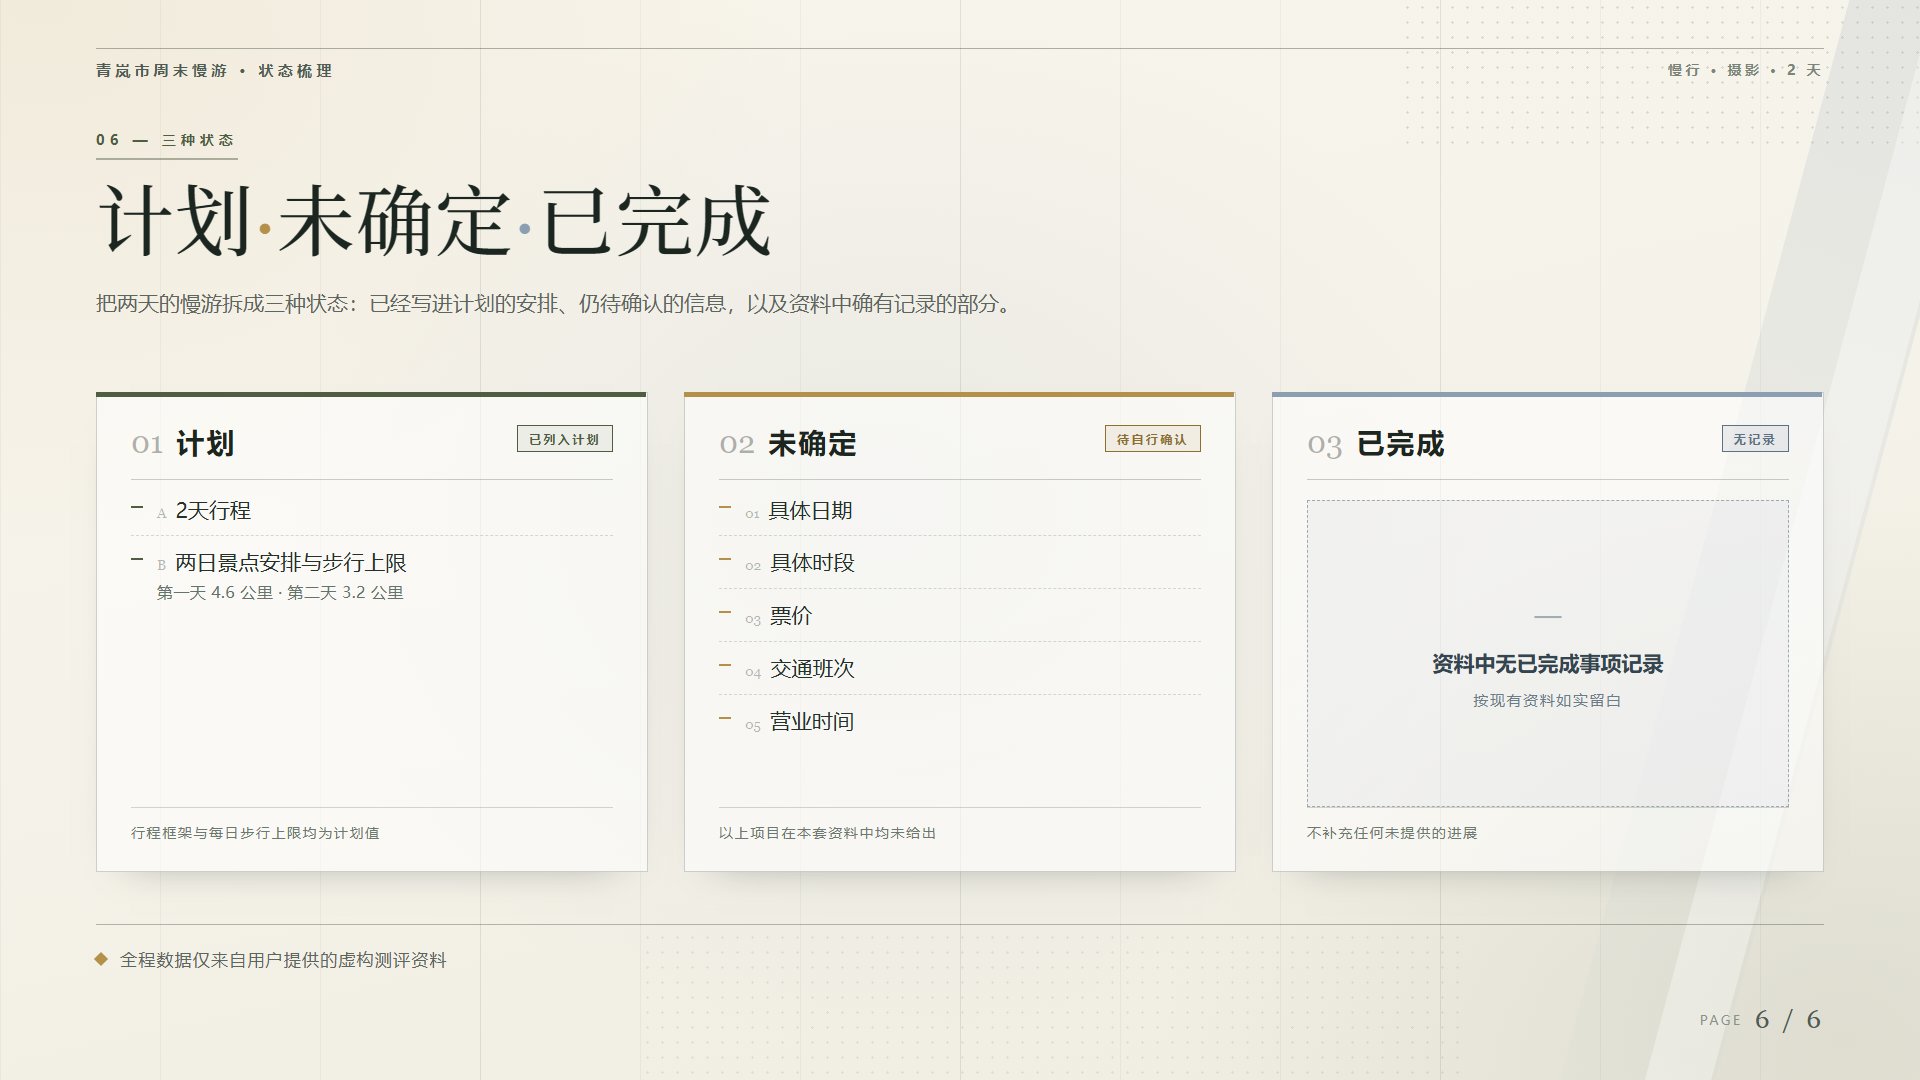 青岚市周末慢游 • 状态梳理
慢行 • 摄影 • 2 天
06 — 三种状态
计划·未确定·已完成
把两天的慢游拆成三种状态：已经写进计划的安排、仍待确认的信息，以及资料中确有记录的部分。
01 计划
已列入计划
A 2天行程
B 两日景点安排与步行上限
第一天 4.6 公里 · 第二天 3.2 公里
行程框架与每日步行上限均为计划值
02 未确定
待自行确认
01 具体日期
02 具体时段
03 票价
04 交通班次
05 营业时间
以上项目在本套资料中均未给出
03 已完成
无记录
—
资料中无已完成事项记录
按现有资料如实留白
不补充任何未提供的进展
全程数据仅来自用户提供的虚构测评资料
PAGE 6 / 6